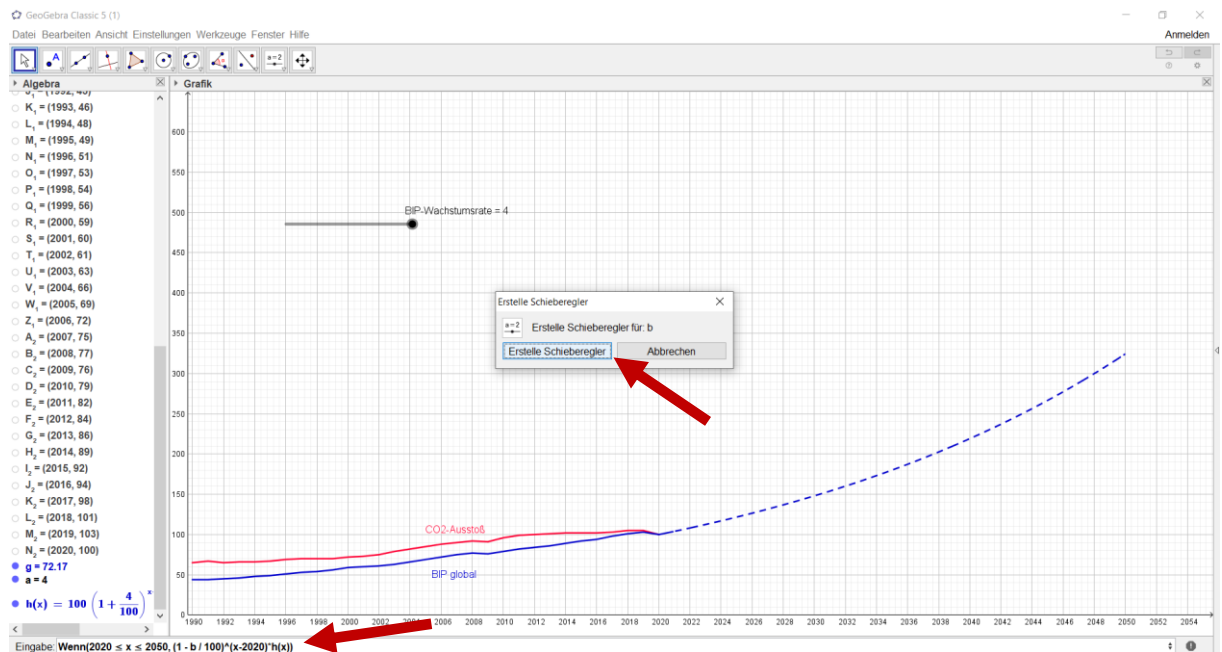 GeoGebra Classic 5 (1)
Datei Bearbeiten Ansicht Einstellungen Werkzeuge Fenster Hilfe
Anmelden
Algebra
Grafik
K₁ = (1993, 46)
L₁ = (1994, 48)
M₁ = (1995, 49)
N₁ = (1996, 51)
O₁ = (1997, 53)
P₁ = (1998, 54)
Q₁ = (1999, 56)
R₁ = (2000, 59)
S₁ = (2001, 60)
T₁ = (2002, 61)
U₁ = (2003, 63)
V₁ = (2004, 66)
W₁ = (2005, 69)
Z₁ = (2006, 72)
A₂ = (2007, 75)
B₂ = (2008, 77)
C₂ = (2009, 76)
D₂ = (2010, 79)
E₂ = (2011, 82)
F₂ = (2012, 84)
G₂ = (2013, 86)
H₂ = (2014, 89)
I₂ = (2015, 92)
J₂ = (2016, 94)
K₂ = (2017, 98)
L₂ = (2018, 101)
M₂ = (2019, 103)
N₂ = (2020, 100)
g = 72.17
a = 4
h(x) = 100 (1 + 4/100)^x
600
550
500
450
400
350
300
250
200
150
100
50
0
BIP-Wachstumsrate = 4
Erstelle Schieberegler
a=2 Erstelle Schieberegler für: b
Erstelle Schieberegler Abbrechen
CO2-Ausstoß
BIP global
1990 1992 1994 1996 1998 2000 2002 2004 2006 2008 2010 2012 2014 2016 2018 2020 2022 2024 2026 2028 2030 2032 2034 2036 2038 2040 2042 2044 2046 2048 2050 2052 2054
Eingabe: Wenn(2020 ≤ x ≤ 2050, (1 - b / 100)^(x-2020)*h(x))